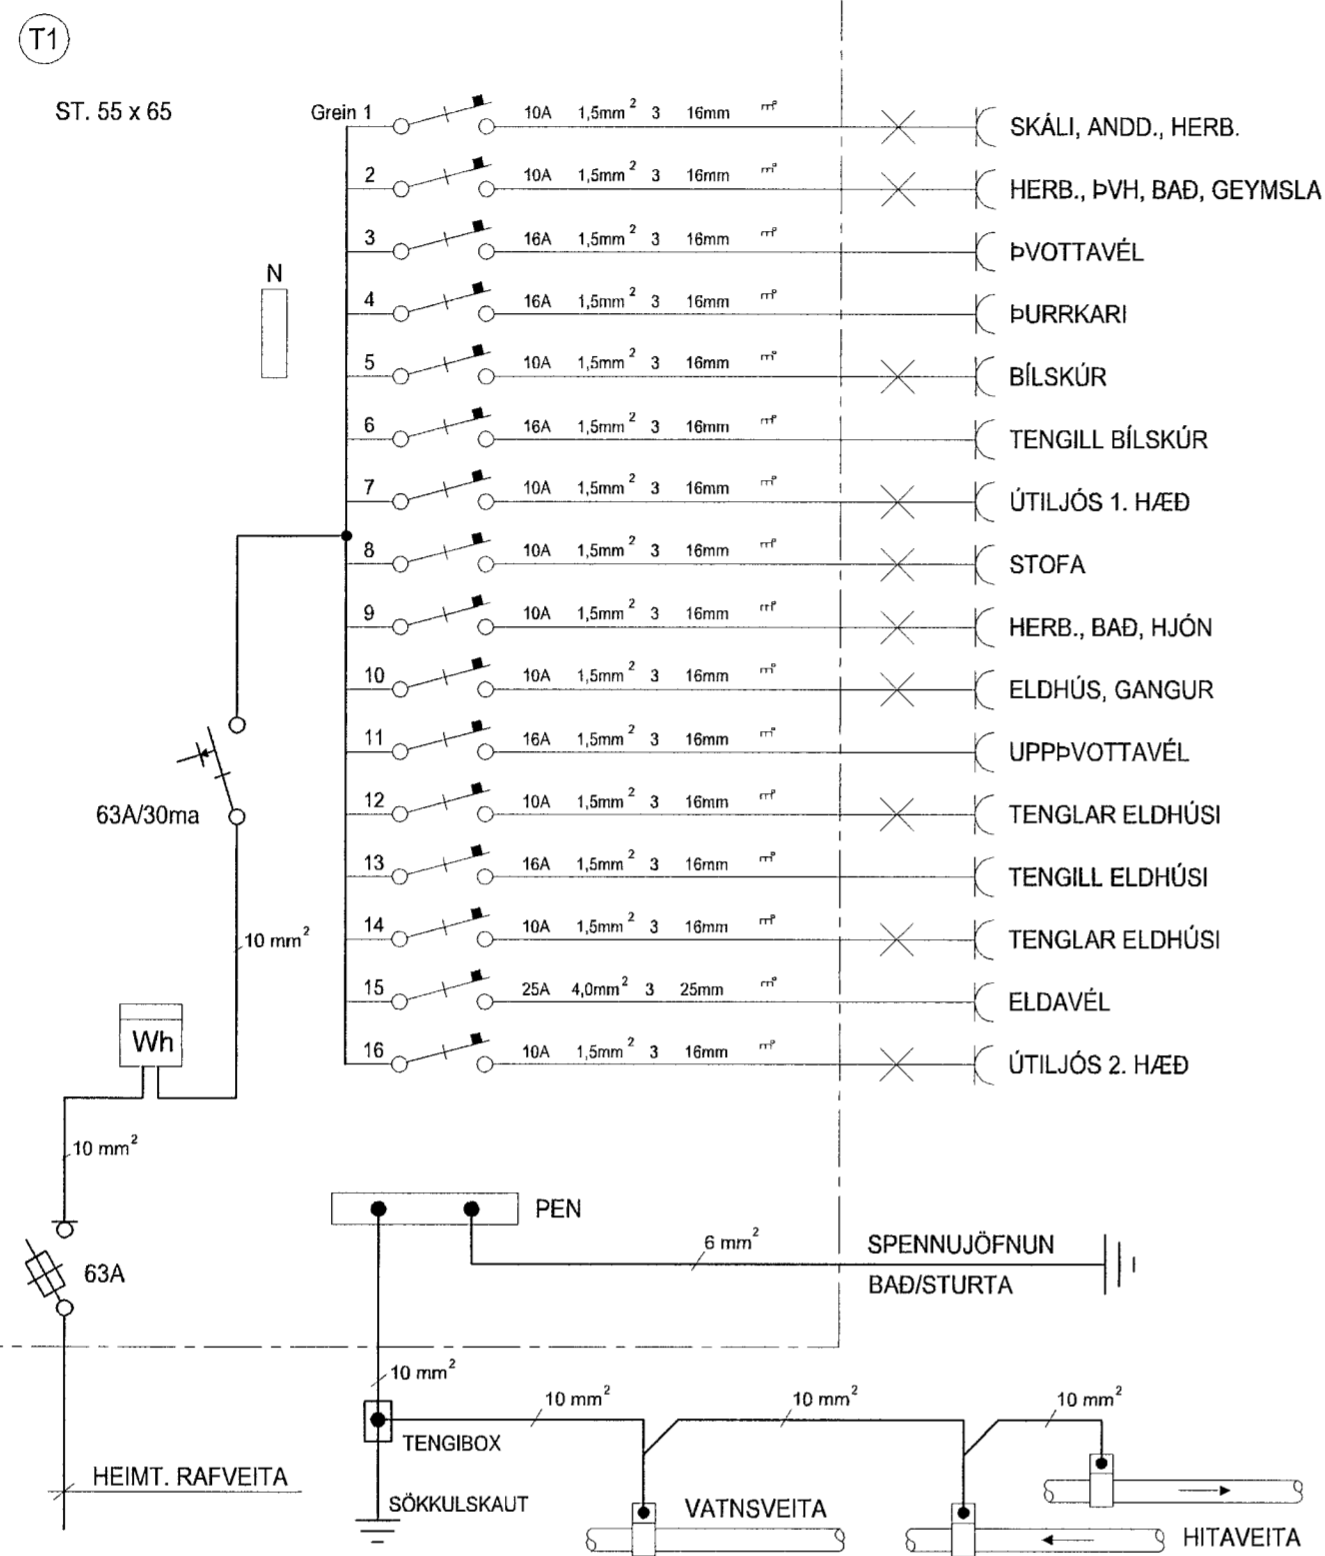 T1
ST. 55 x 65
Grein 1 10A 1,5mm² 3 16mm SKÁLI, ANDD., HERB.
2 10A 1,5mm² 3 16mm HERB., ÞVH, BAÐ, GEYMSLA
3 16A 1,5mm² 3 16mm ÞVOTTAVÉL
N
4 16A 1,5mm² 3 16mm ÞURRKARI
5 10A 1,5mm² 3 16mm BÍLSKÚR
6 16A 1,5mm² 3 16mm TENGILL BÍLSKÚR
7 10A 1,5mm² 3 16mm ÚTILJÓS 1. HÆÐ
8 10A 1,5mm² 3 16mm STOFA
9 10A 1,5mm² 3 16mm HERB., BAÐ, HJÓN
10 10A 1,5mm² 3 16mm ELDHÚS, GANGUR
11 16A 1,5mm² 3 16mm UPPÞVOTTAVÉL
63A/30ma
12 10A 1,5mm² 3 16mm TENGLAR ELDHÚSI
13 16A 1,5mm² 3 16mm TENGILL ELDHÚSI
14 10A 1,5mm² 3 16mm TENGLAR ELDHÚSI
10 mm²
15 25A 4,0mm² 3 25mm ELDAVÉL
Wh
16 10A 1,5mm² 3 16mm ÚTILJÓS 2. HÆÐ
10 mm²
PEN
6 mm² SPENNUJÖFNUN
BAÐ/STURTA
63A
10 mm²
10 mm² 10 mm² 10 mm²
TENGIBOX
HEIMT. RAFVEITA
SÖKKULSKAUT
VATNSVEITA
HITAVEITA